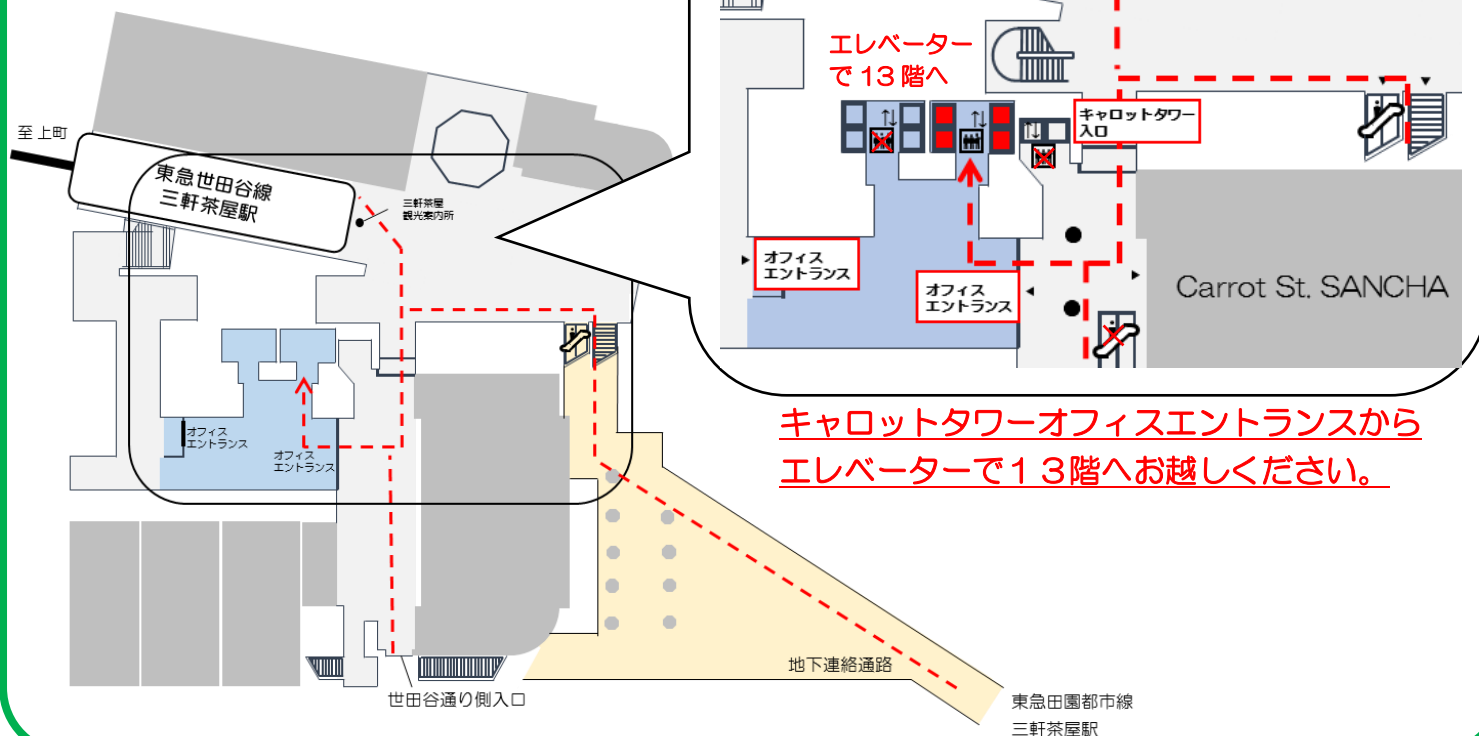 至 上町
東急世田谷線
三軒茶屋駅
三軒茶屋
観光案内所
オフィス
エントランス
オフィス
エントランス
世田谷通り側入口
地下連絡通路
東急田園都市線
三軒茶屋駅
エレベーター
で 13 階へ
キャロットタワー
入口
オフィス
エントランス
オフィス
エントランス
Carrot St. SANCHA
キャロットタワーオフィスエントランスから
エレベーターで１３階へお越しください。